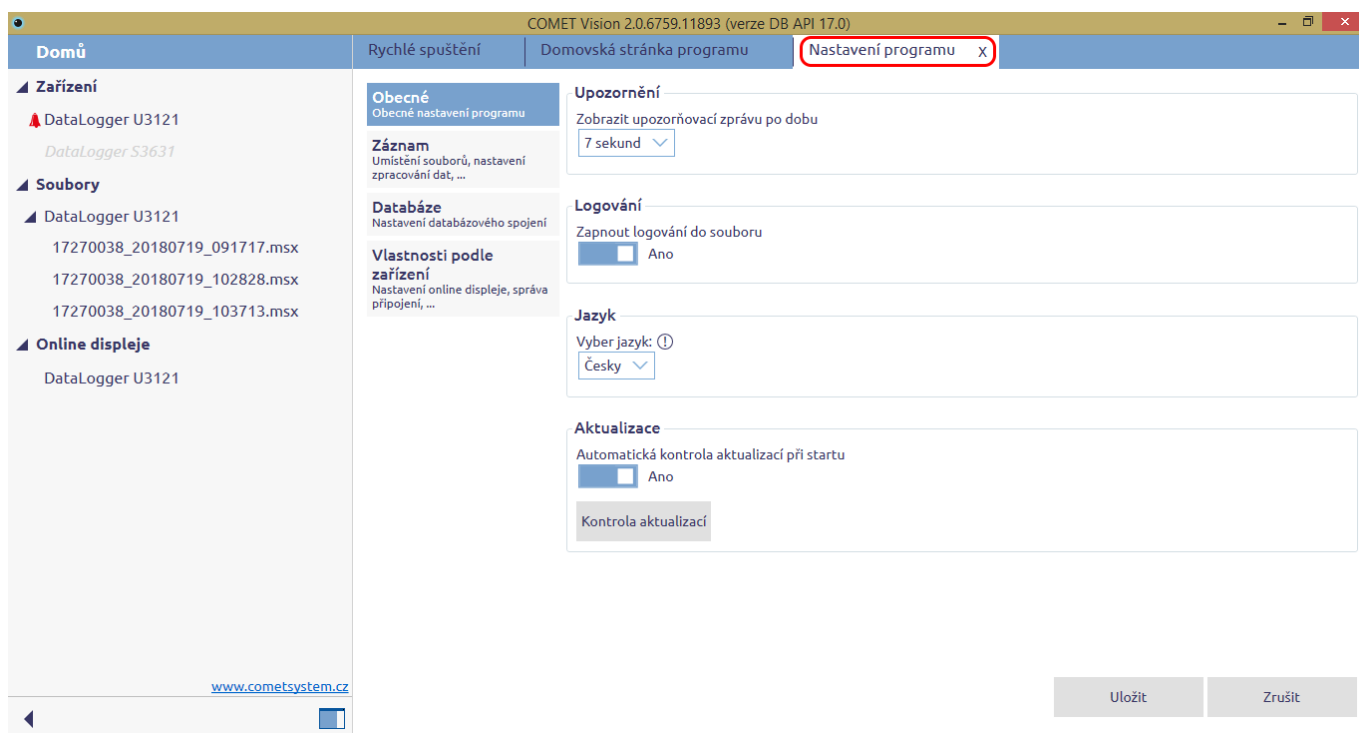 COMET Vision 2.0.6759.11893 (verze DB API 17.0)
Domů
Rychlé spuštění
Domovská stránka programu
Nastavení programu x
Zařízení
DataLogger U3121
DataLogger S3631
Soubory
DataLogger U3121
17270038_20180719_091717.msx
17270038_20180719_102828.msx
17270038_20180719_103713.msx
Online displeje
DataLogger U3121
www.cometsystem.cz
Obecné
Obecné nastavení programu
Záznam
Umístění souborů, nastavení
zpracování dat, ...
Databáze
Nastavení databázového spojení
Vlastnosti podle
zařízení
Nastavení online displeje, správa
připojení, ...
Upozornění
Zobrazit upozorňovací zprávu po dobu
7 sekund
Logování
Zapnout logování do souboru
Ano
Jazyk
Vyber jazyk:
Česky
Aktualizace
Automatická kontrola aktualizací při startu
Ano
Kontrola aktualizací
Uložit
Zrušit